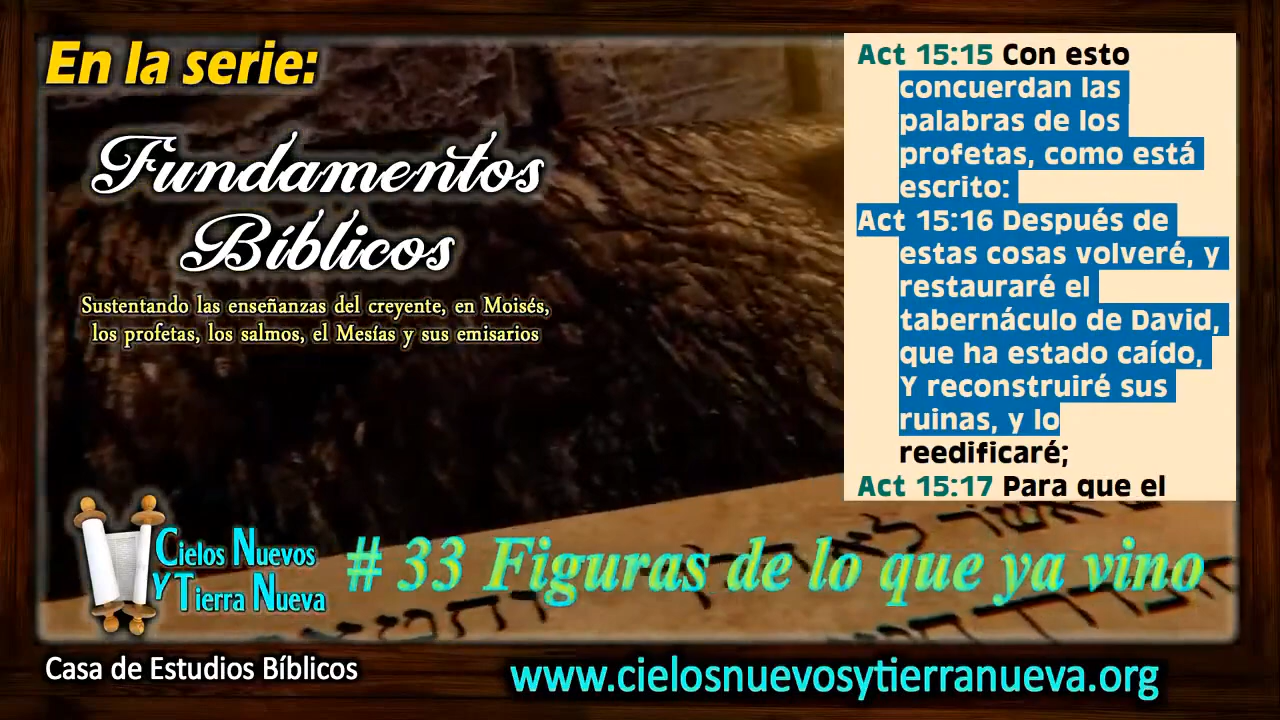 En la serie:
Fundamentos
Bíblicos
Sustentando las enseñanzas del creyente, en Moisés,
los profetas, los salmos, el Mesías y sus emisarios
Act 15:15 Con esto
concuerdan las
palabras de los
profetas, como está
escrito:
Act 15:16 Después de
estas cosas volveré, y
restauraré el
tabernáculo de David,
que ha estado caído,
Y reconstruiré sus
ruinas, y lo
reedificaré;
Act 15:17 Para que el
Cielos Nuevos
Y Tierra Nueva
# 33 Figuras de lo que ya vino
Casa de Estudios Bíblicos
www.cielosnuevosytierranueva.org